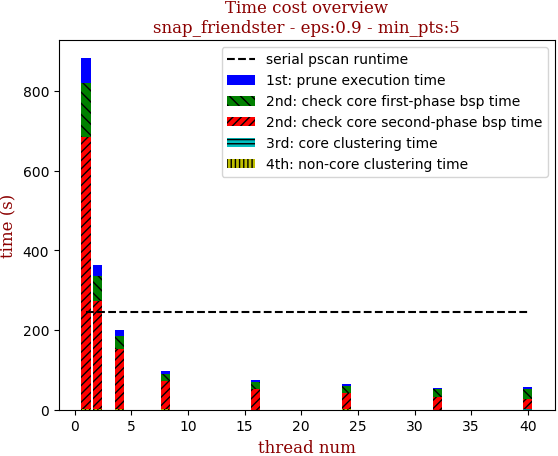 Time cost overview
snap_friendster - eps:0.9 - min_pts:5
serial pscan runtime
1st: prune execution time
2nd: check core first-phase bsp time
2nd: check core second-phase bsp time
3rd: core clustering time
4th: non-core clustering time
time (s)
800
600
400
200
0
0 5 10 15 20 25 30 35 40
thread num